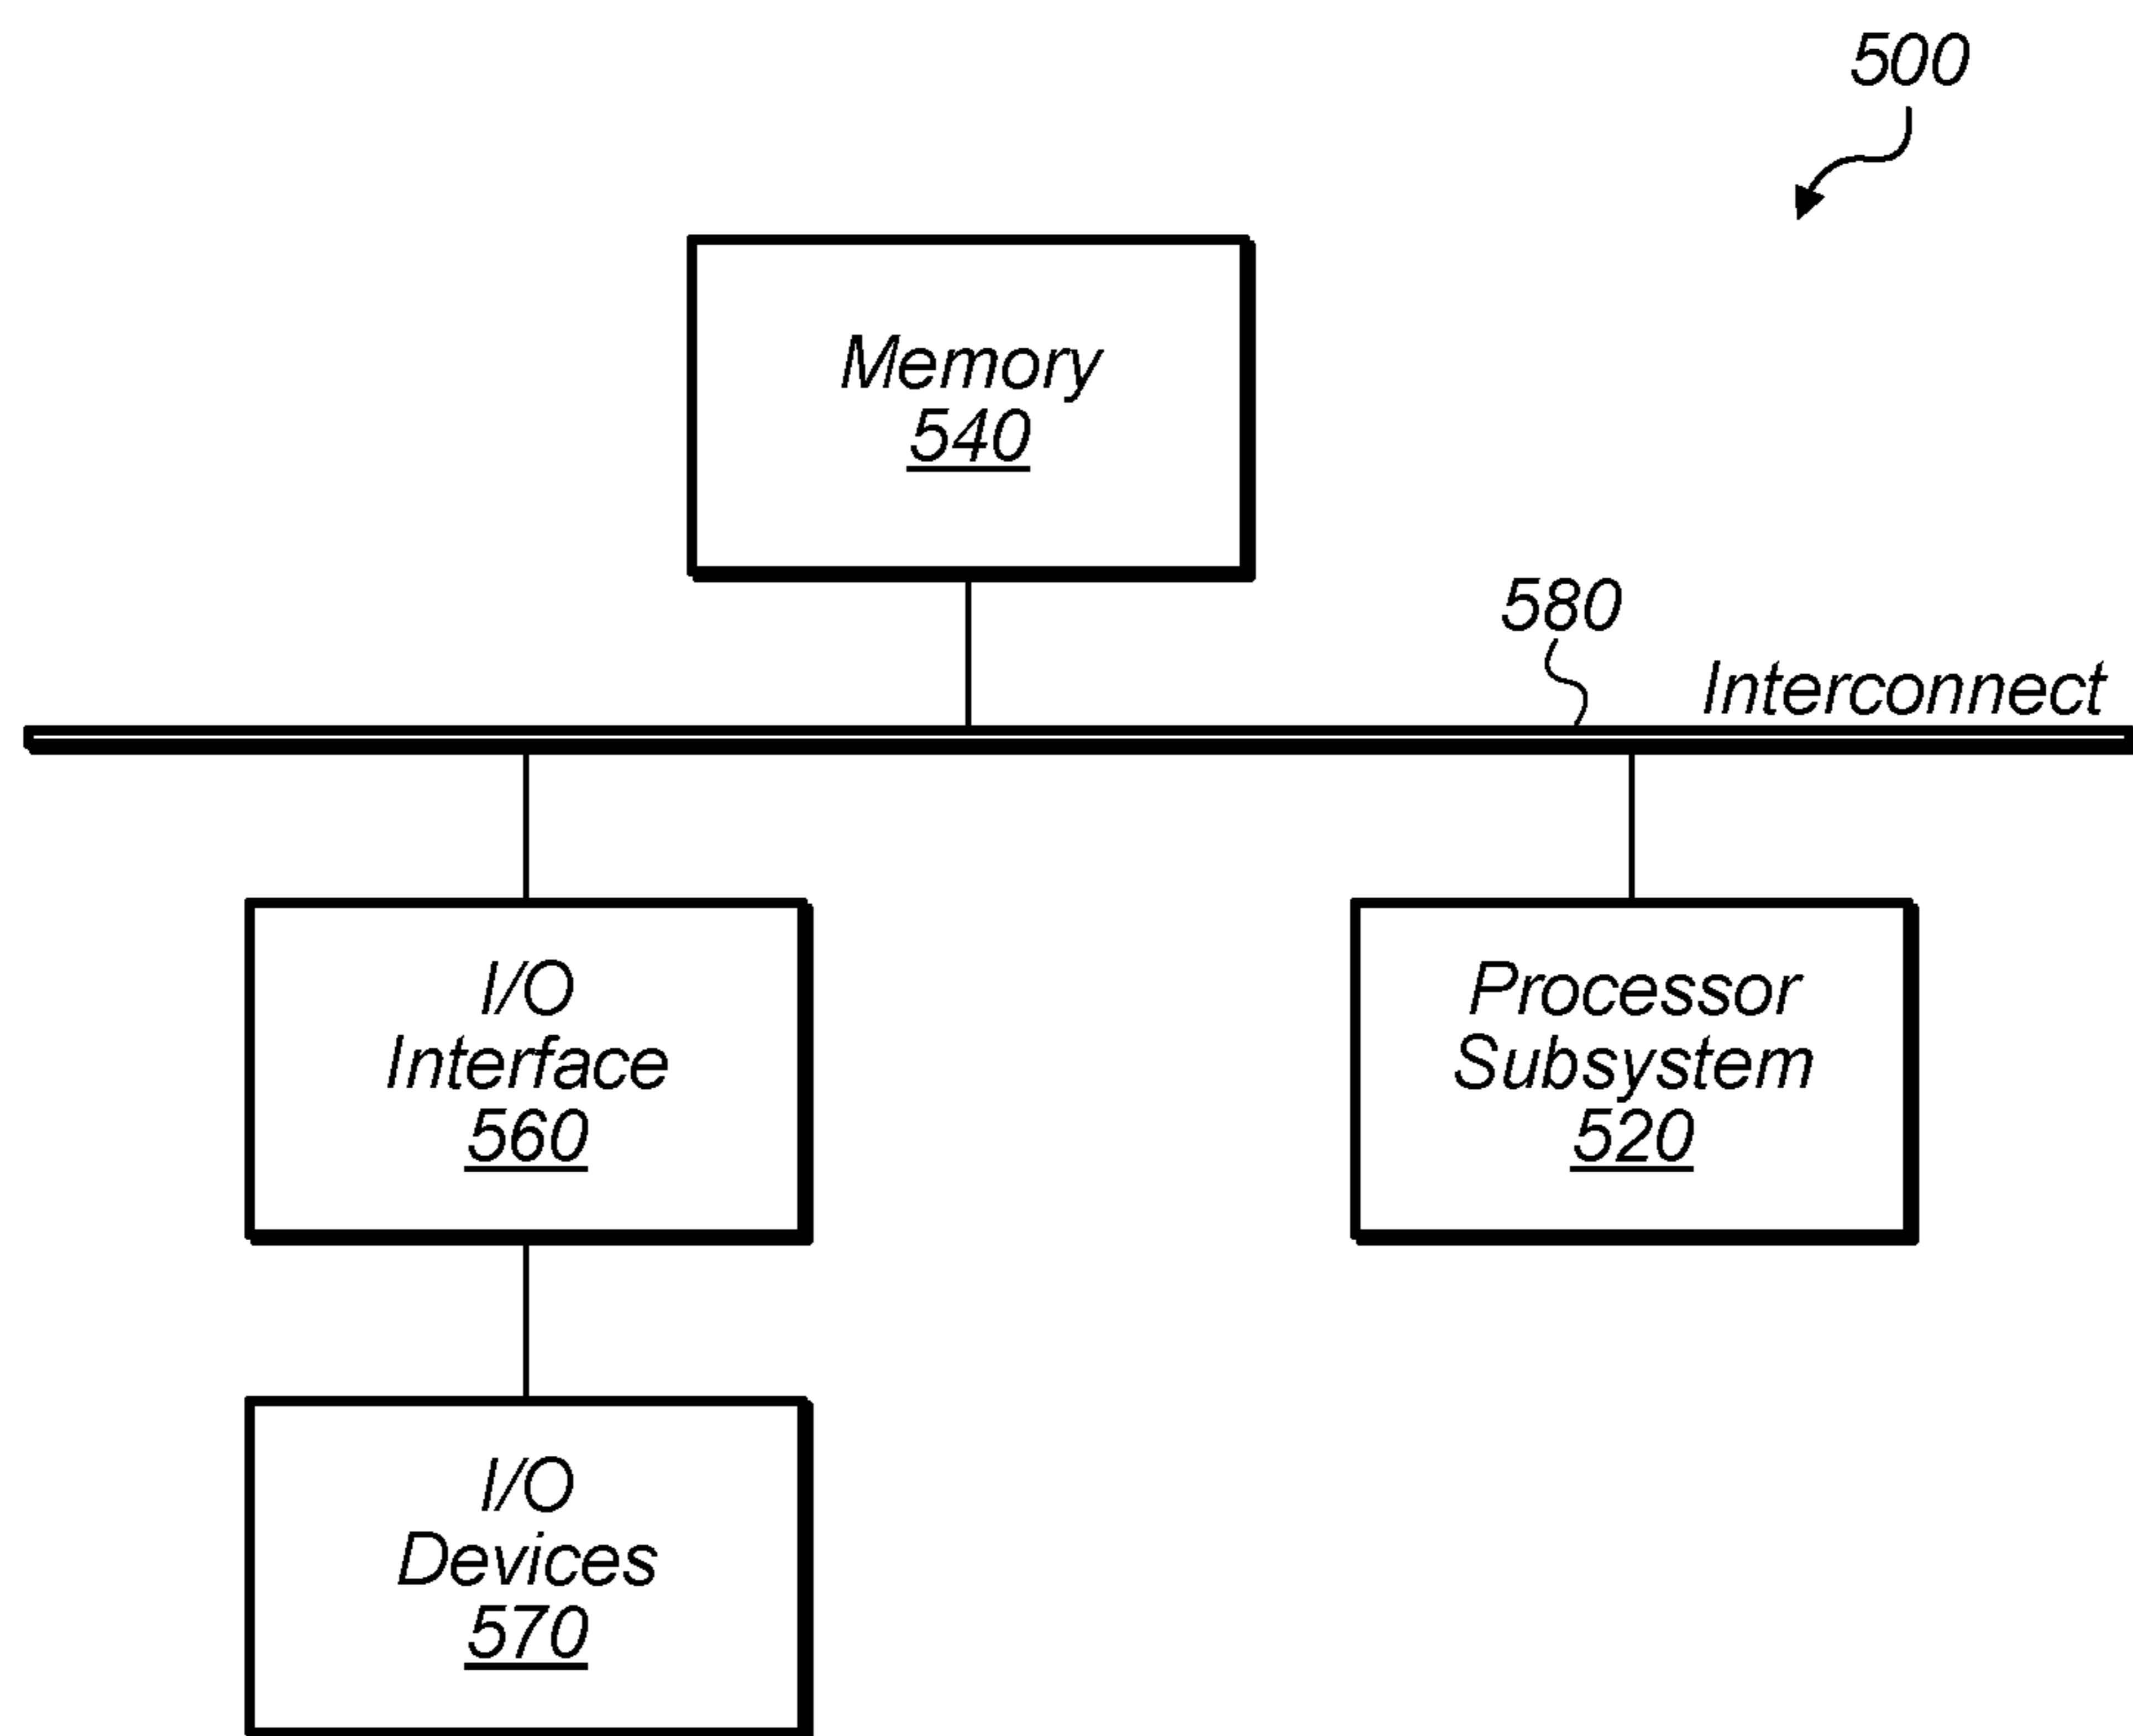 500
Memory
540
580
Interconnect
I/O
Interface
560
Processor
Subsystem
520
I/O
Devices
570